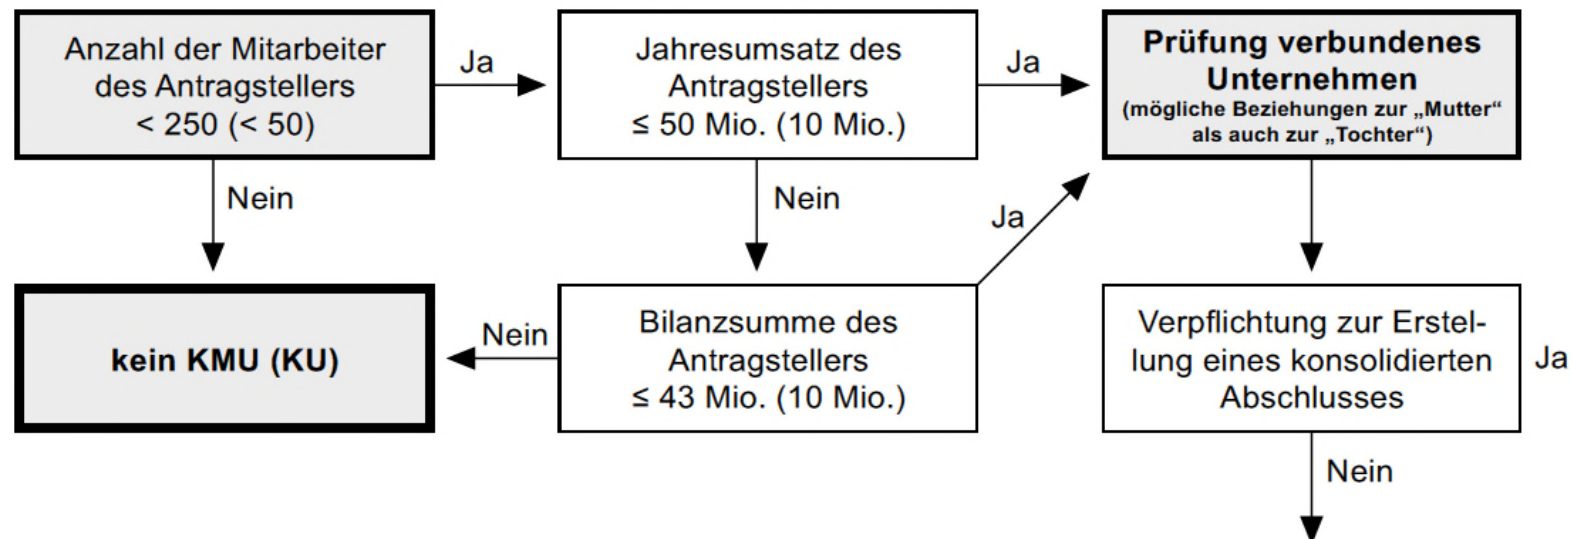 Anzahl der Mitarbeiter
des Antragstellers
< 250 (< 50)
Ja
Jahresumsatz des
Antragstellers
≤ 50 Mio. (10 Mio.)
Ja
Prüfung verbundenes
Unternehmen
(mögliche Beziehungen zur „Mutter“
als auch zur „Tochter“)
Nein
Nein
Ja
kein KMU (KU)
Nein
Bilanzsumme des
Antragstellers
≤ 43 Mio. (10 Mio.)
Verpflichtung zur Erstel-
lung eines konsolidierten
Abschlusses
Ja
Nein